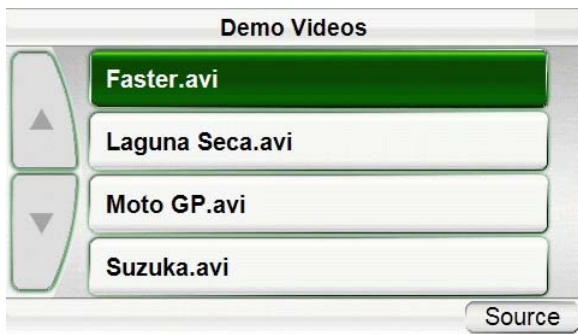 Demo Videos
Faster.avi
Laguna Seca.avi
Moto GP.avi
Suzuka.avi
Source